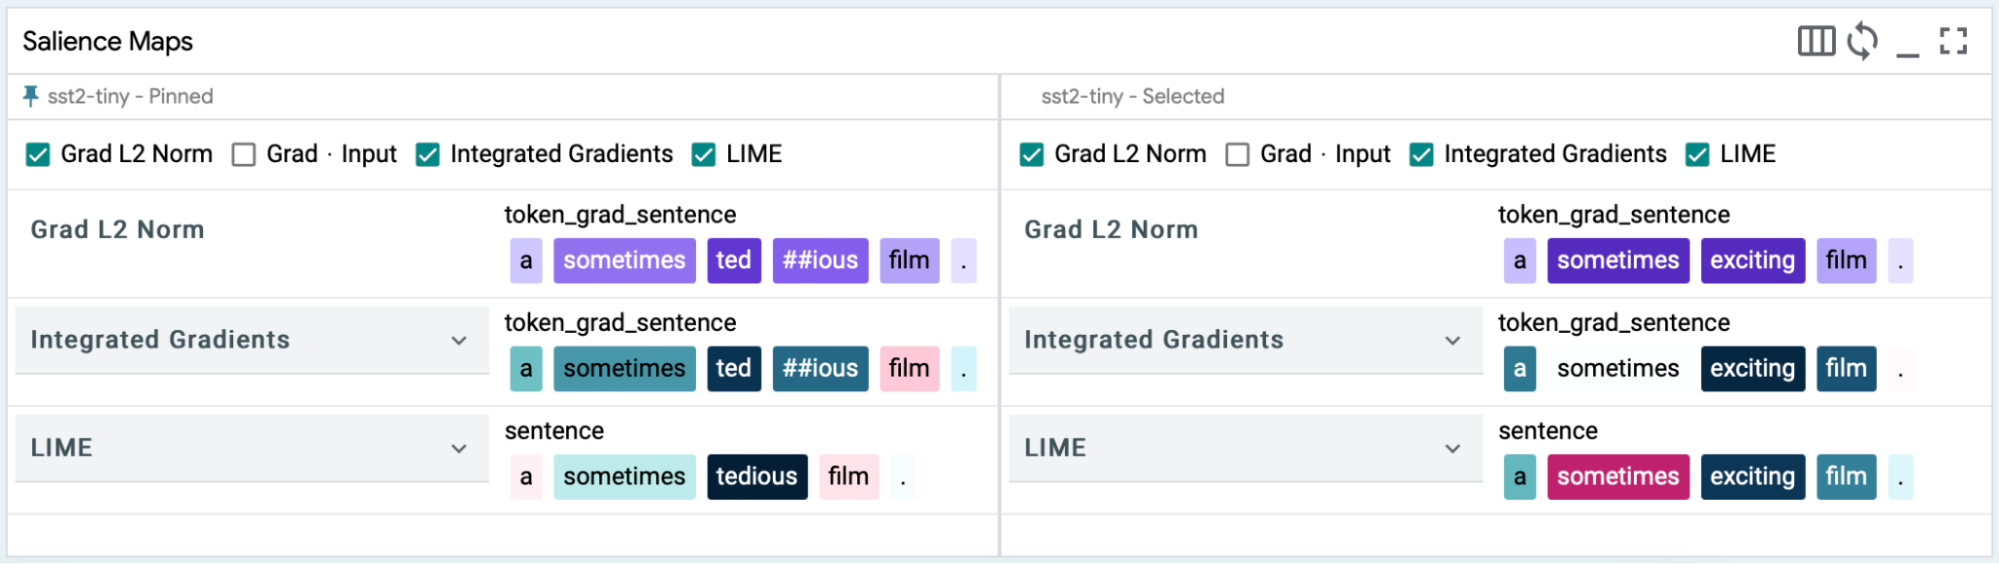 Salience Maps
sst2-tiny - Pinned
Grad L2 Norm Grad · Input Integrated Gradients LIME
Grad L2 Norm
token_grad_sentence
a sometimes ted ##ious film .
Integrated Gradients
token_grad_sentence
a sometimes ted ##ious film .
LIME
sentence
a sometimes tedious film .
sst2-tiny - Selected
Grad L2 Norm Grad · Input Integrated Gradients LIME
Grad L2 Norm
token_grad_sentence
a sometimes exciting film .
Integrated Gradients
token_grad_sentence
a sometimes exciting film .
LIME
sentence
a sometimes exciting film .